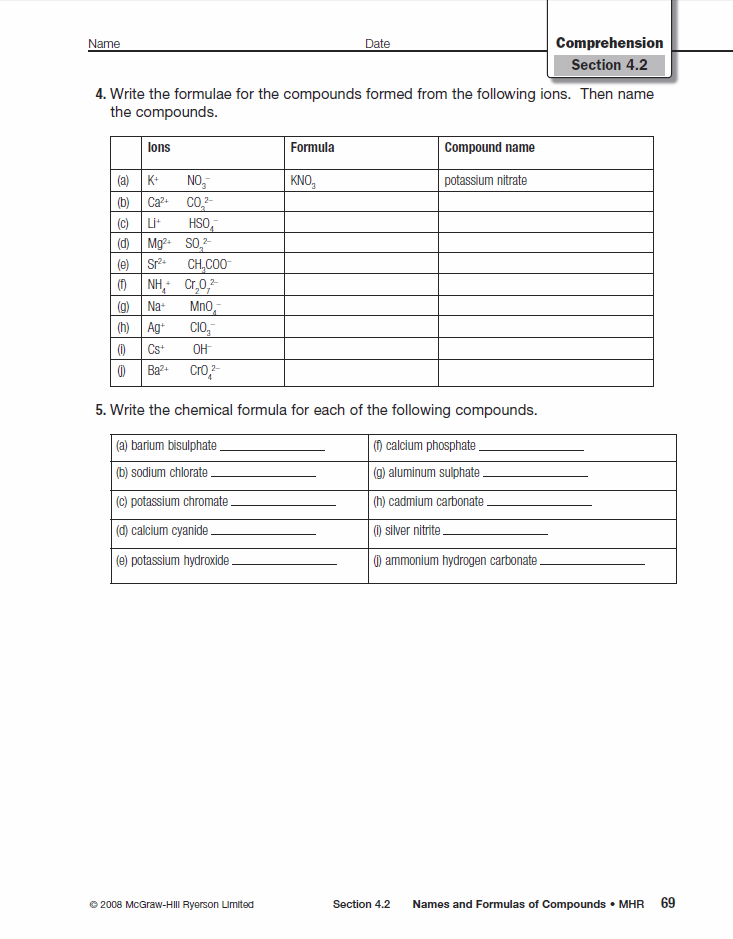 Name Date Comprehension
Section 4.2
4. Write the formulae for the compounds formed from the following ions. Then name
the compounds.
Ions Formula Compound name
(a) K⁺ NO₃⁻ KNO₃ potassium nitrate
(b) Ca²⁺ CO₃²⁻
(c) Li⁺ HSO₄⁻
(d) Mg²⁺ SO₃²⁻
(e) Sr²⁺ CH₃COO⁻
(f) NH₄⁺ Cr₂O₇²⁻
(g) Na⁺ MnO₄⁻
(h) Ag⁺ ClO₃⁻
(i) Cs⁺ OH⁻
(j) Ba²⁺ CrO₄²⁻
5. Write the chemical formula for each of the following compounds.
(a) barium bisulphate (f) calcium phosphate
(b) sodium chlorate (g) aluminum sulphate
(c) potassium chromate (h) cadmium carbonate
(d) calcium cyanide (i) silver nitrite
(e) potassium hydroxide (j) ammonium hydrogen carbonate
© 2008 McGraw-Hill Ryerson Limited Section 4.2 Names and Formulas of Compounds • MHR 69